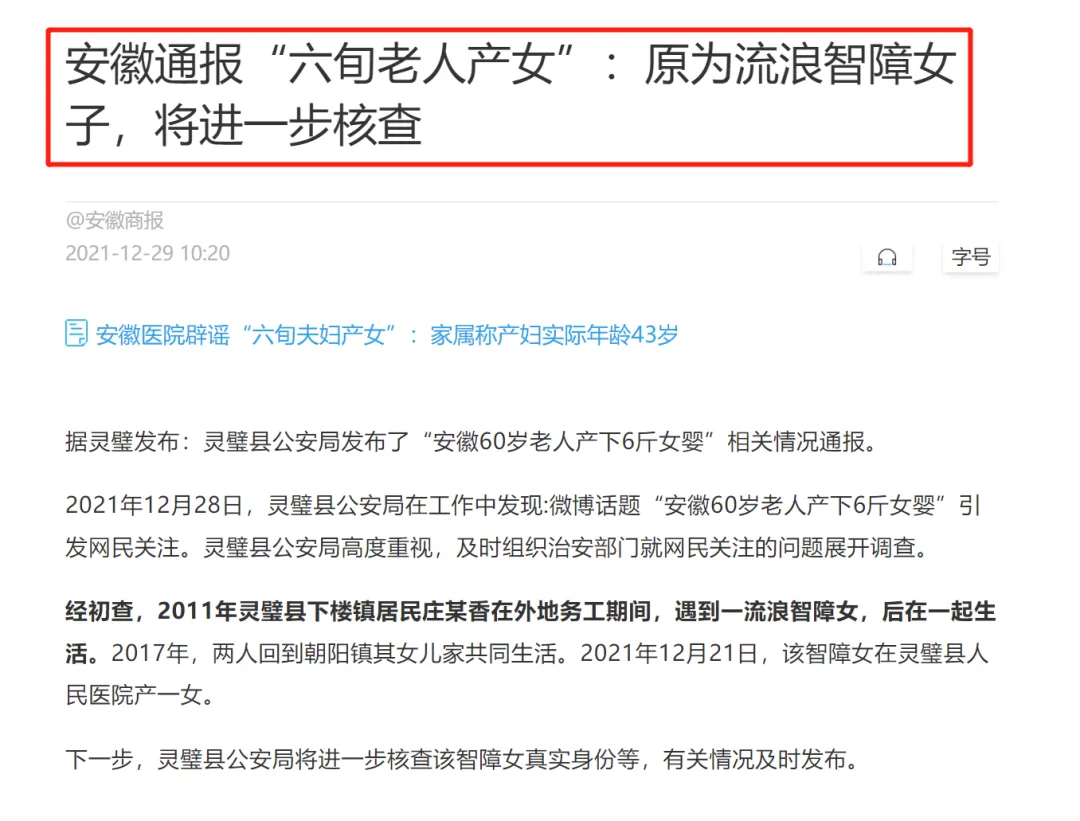 安徽通报“六旬老人产女”：原为流浪智障女
子，将进一步核查
@安徽商报
2021-12-29 10:20
字号
安徽医院辟谣“六旬夫妇产女”：家属称产妇实际年龄43岁
据灵璧发布：灵璧县公安局发布了“安徽60岁老人产下6斤女婴”相关情况通报。
2021年12月28日，灵璧县公安局在工作中发现:微博话题“安徽60岁老人产下6斤女婴”引
发网民关注。灵璧县公安局高度重视，及时组织治安部门就网民关注的问题展开调查。
经初查，2011年灵璧县下楼镇居民庄某香在外地务工期间，遇到一流浪智障女，后在一起生
活。2017年，两人回到朝阳镇其女儿家共同生活。2021年12月21日，该智障女在灵璧县人
民医院产一女。
下一步，灵璧县公安局将进一步核查该智障女真实身份等，有关情况及时发布。